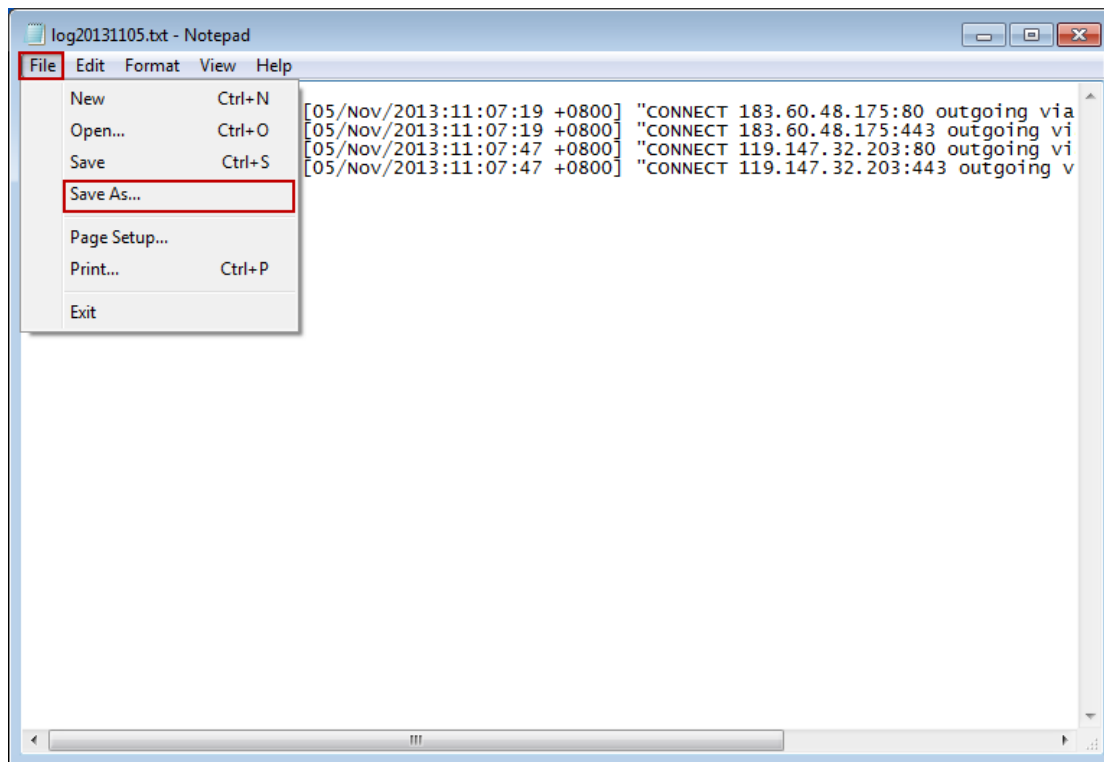 log20131105.txt - Notepad
File Edit Format View Help
New Ctrl+N
Open... Ctrl+O
Save Ctrl+S
Save As...
Page Setup...
Print... Ctrl+P
Exit
[05/Nov/2013:11:07:19 +0800] "CONNECT 183.60.48.175:80 outgoing via
[05/Nov/2013:11:07:19 +0800] "CONNECT 183.60.48.175:443 outgoing vi
[05/Nov/2013:11:07:47 +0800] "CONNECT 119.147.32.203:80 outgoing vi
[05/Nov/2013:11:07:47 +0800] "CONNECT 119.147.32.203:443 outgoing v